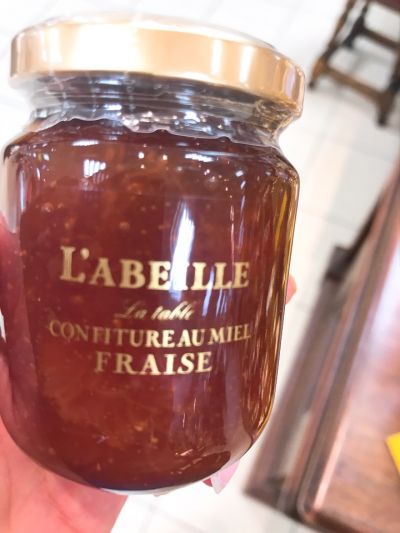 L'ABEILLE
La table
CONFITURE AU MIEL
FRAISE